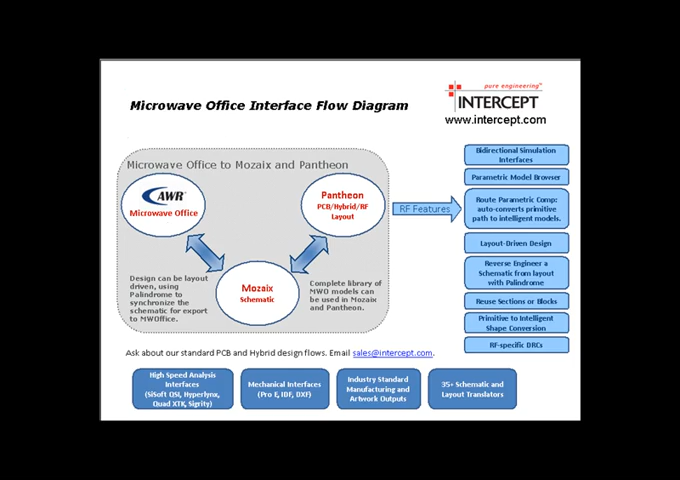 pure engineering™
INTERCEPT
www.intercept.com
Microwave Office Interface Flow Diagram
Microwave Office to Mozaix and Pantheon
AWR
Microwave Office
Pantheon
PCB/Hybrid/RF
Layout
Mozaix
Schematic
Design can be layout
driven, using
Palindrome to
synchronize the
schematic for export
to MWOffice.
Complete library of
MWO models can
be used in Mozaix
and Pantheon.
RF Features
Bidirectional Simulation
Interfaces
Parametric Model Browser
Route Parametric Comp:
auto-converts primitive
path to intelligent models.
Layout-Driven Design
Reverse Engineer a
Schematic from layout
with Palindrome
Reuse Sections or Blocks
Primitive to Intelligent
Shape Conversion
RF-specific DRCs
Ask about our standard PCB and Hybrid design flows. Email sales@intercept.com.
High Speed Analysis
Interfaces
(SiSoft QSI, Hyperlynx,
Quad XTK, Sigrity)
Mechanical Interfaces
(Pro E, IDF, DXF)
Industry Standard
Manufacturing and
Artwork Outputs
35+ Schematic and
Layout Translators